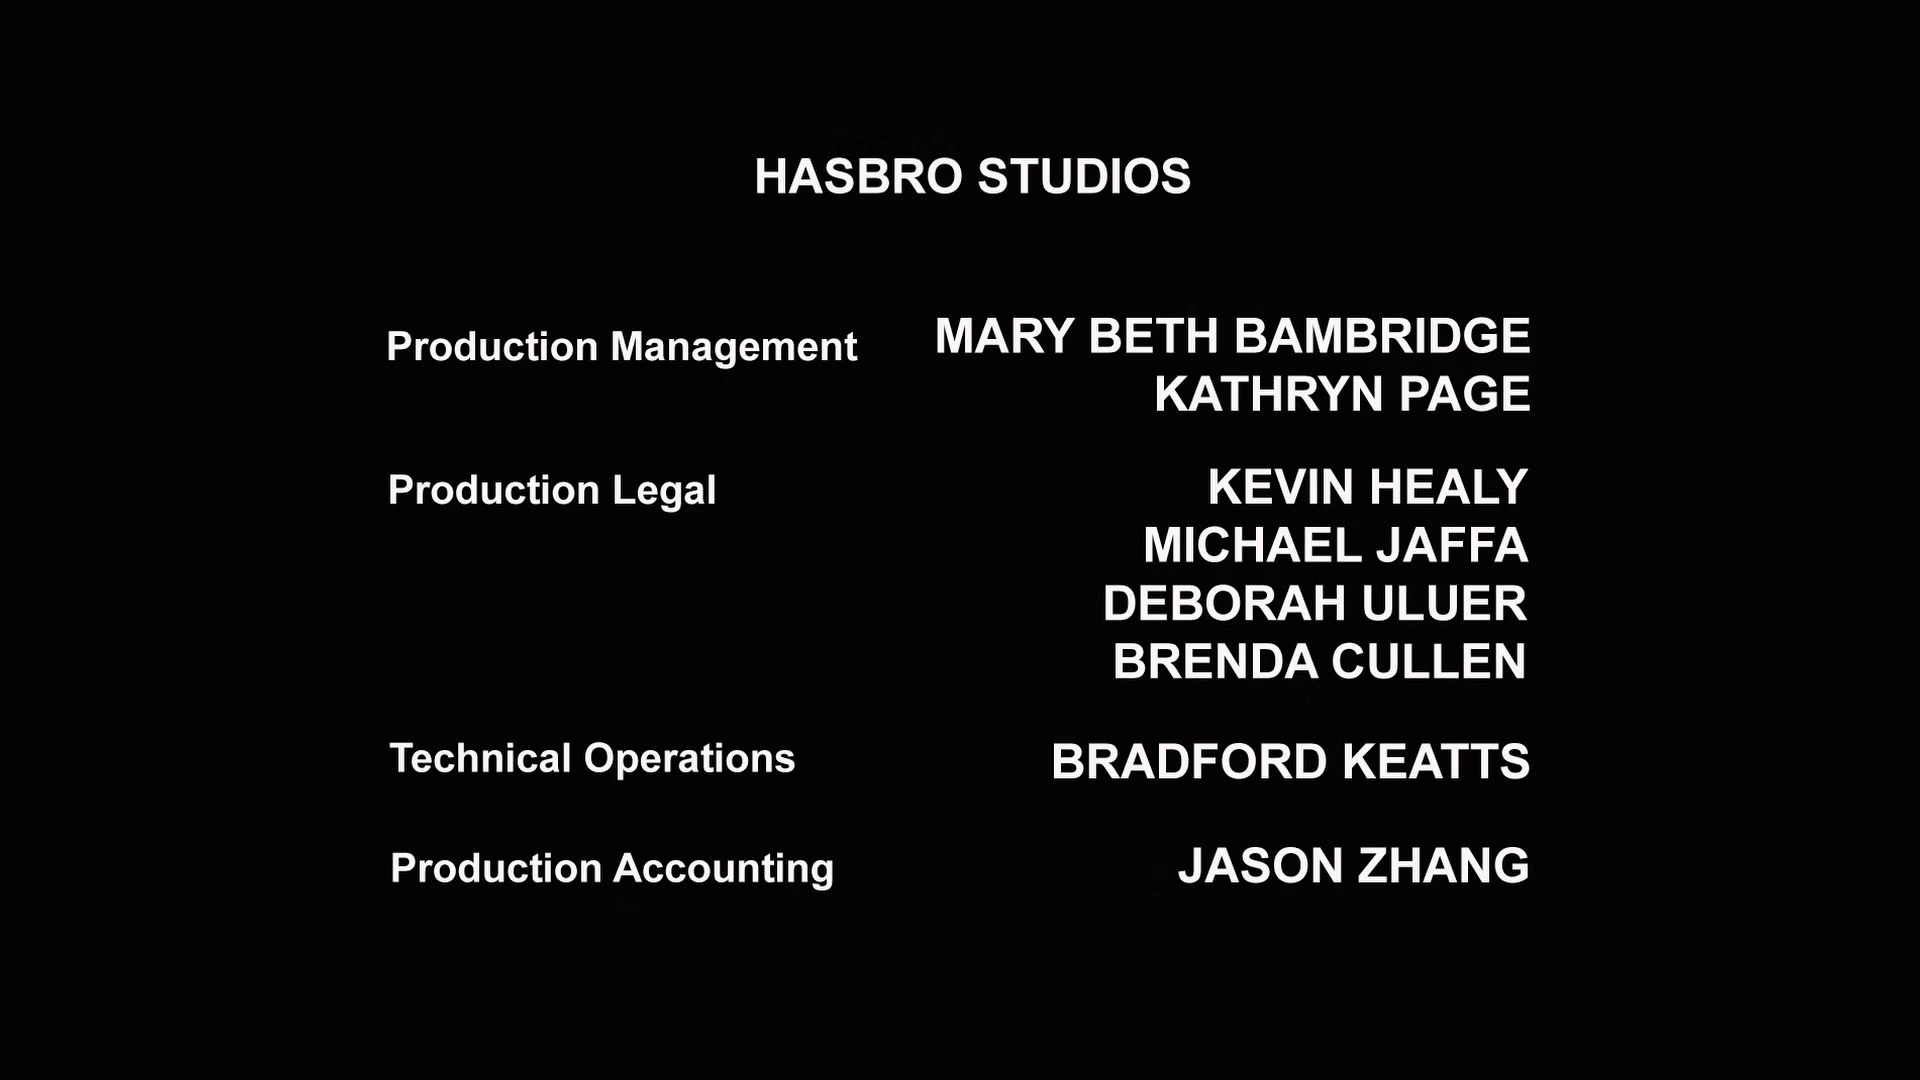 HASBRO STUDIOS
Production Management MARY BETH BAMBRIDGE
KATHRYN PAGE
Production Legal KEVIN HEALY
MICHAEL JAFFA
DEBORAH ULUER
BRENDA CULLEN
Technical Operations BRADFORD KEATTS
Production Accounting JASON ZHANG